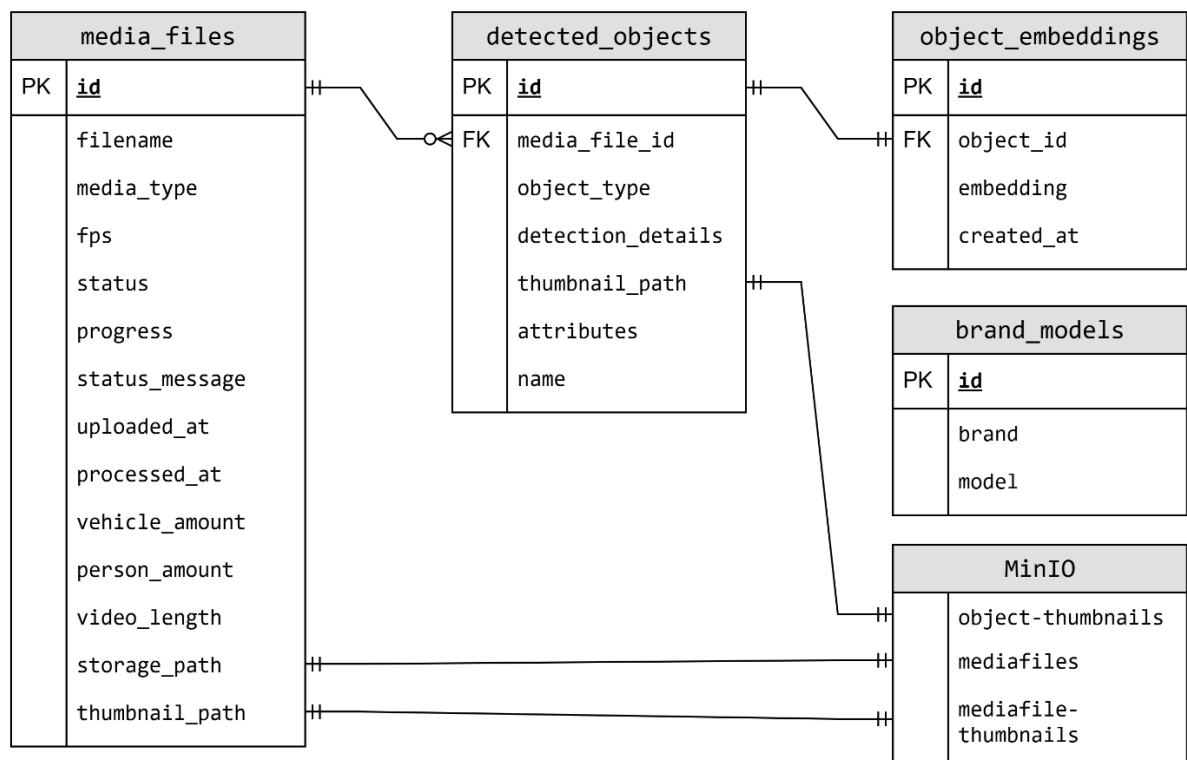 media_files
PK id
filename
media_type
fps
status
progress
status_message
uploaded_at
processed_at
vehicle_amount
person_amount
video_length
storage_path
thumbnail_path
detected_objects
PK id
FK media_file_id
object_type
detection_details
thumbnail_path
attributes
name
object_embeddings
PK id
FK object_id
embedding
created_at
brand_models
PK id
brand
model
MinIO
object-thumbnails
mediafiles
mediafile-
thumbnails